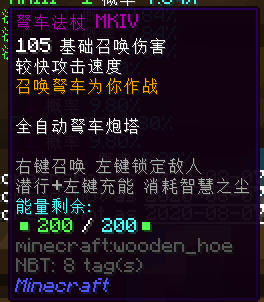 弩车法杖 MKIV
105 基础召唤伤害
较快攻击速度
召唤弩车为你作战
全自动弩车炮塔
右键召唤 左键锁定敌人
潜行+左键充能 消耗智慧之尘
能量剩余:
200 / 200
minecraft:wooden_hoe
NBT: 8 tag(s)
Minecraft